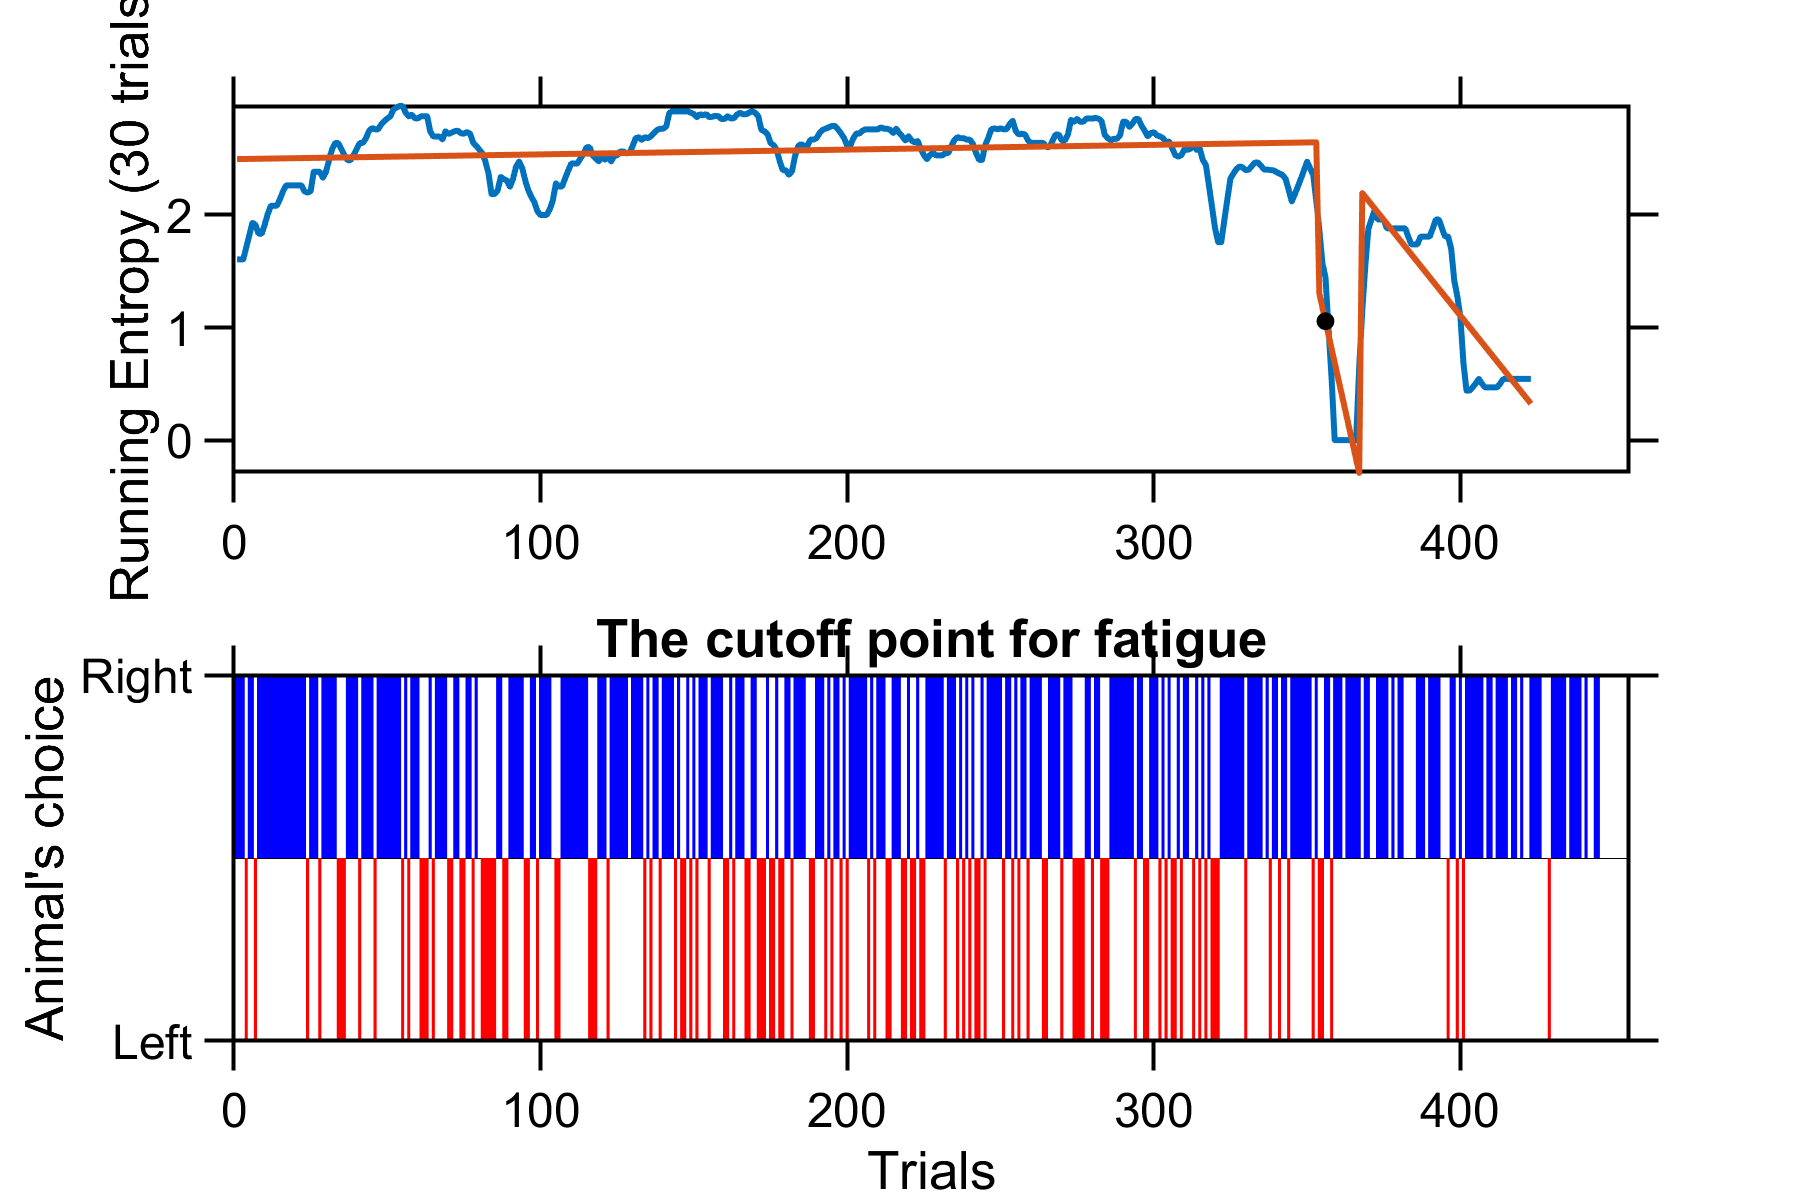 Running Entropy (30 trials
2
1
0
0 100 200 300 400
The cutoff point for fatigue
Animal's choice
Right
Left
0 100 200 300 400
Trials